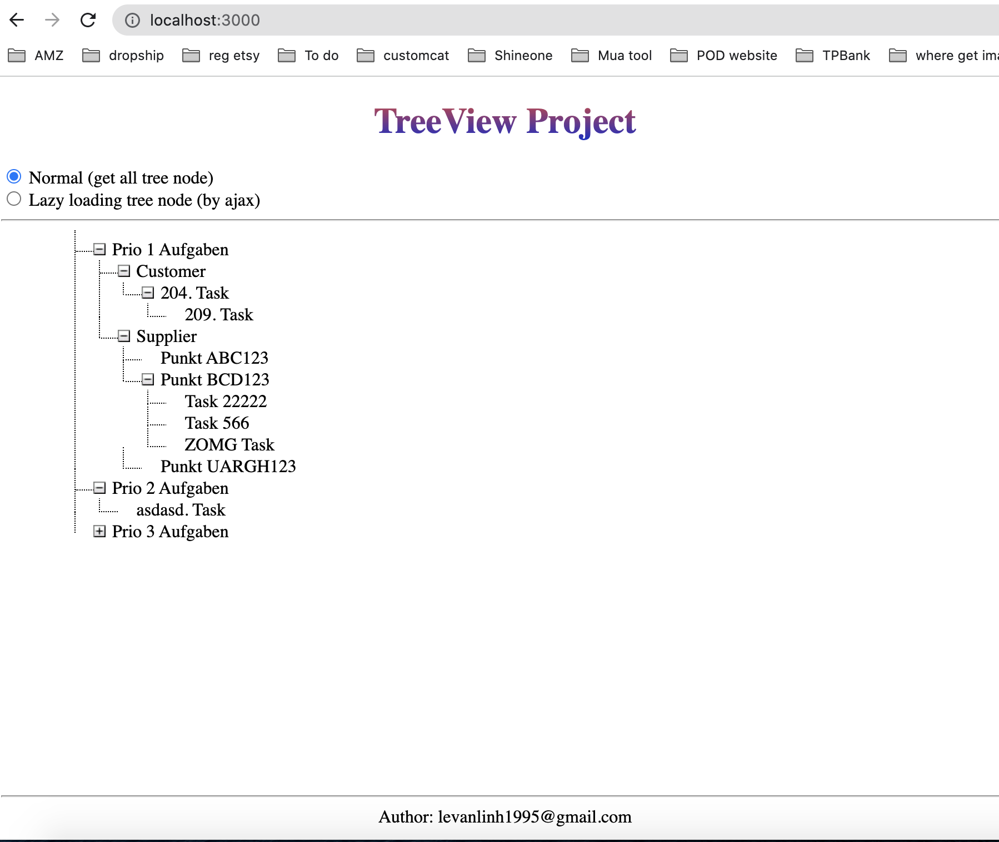 localhost:3000
AMZ dropship reg etsy To do customcat Shineone Mua tool POD website TPBank where get
TreeView Project
Normal (get all tree node)
Lazy loading tree node (by ajax)
Prio 1 Aufgaben
Customer
204. Task
209. Task
Supplier
Punkt ABC123
Punkt BCD123
Task 22222
Task 566
ZOMG Task
Punkt UARGH123
Prio 2 Aufgaben
asdasd. Task
Prio 3 Aufgaben
Author: levanlinh1995@gmail.com